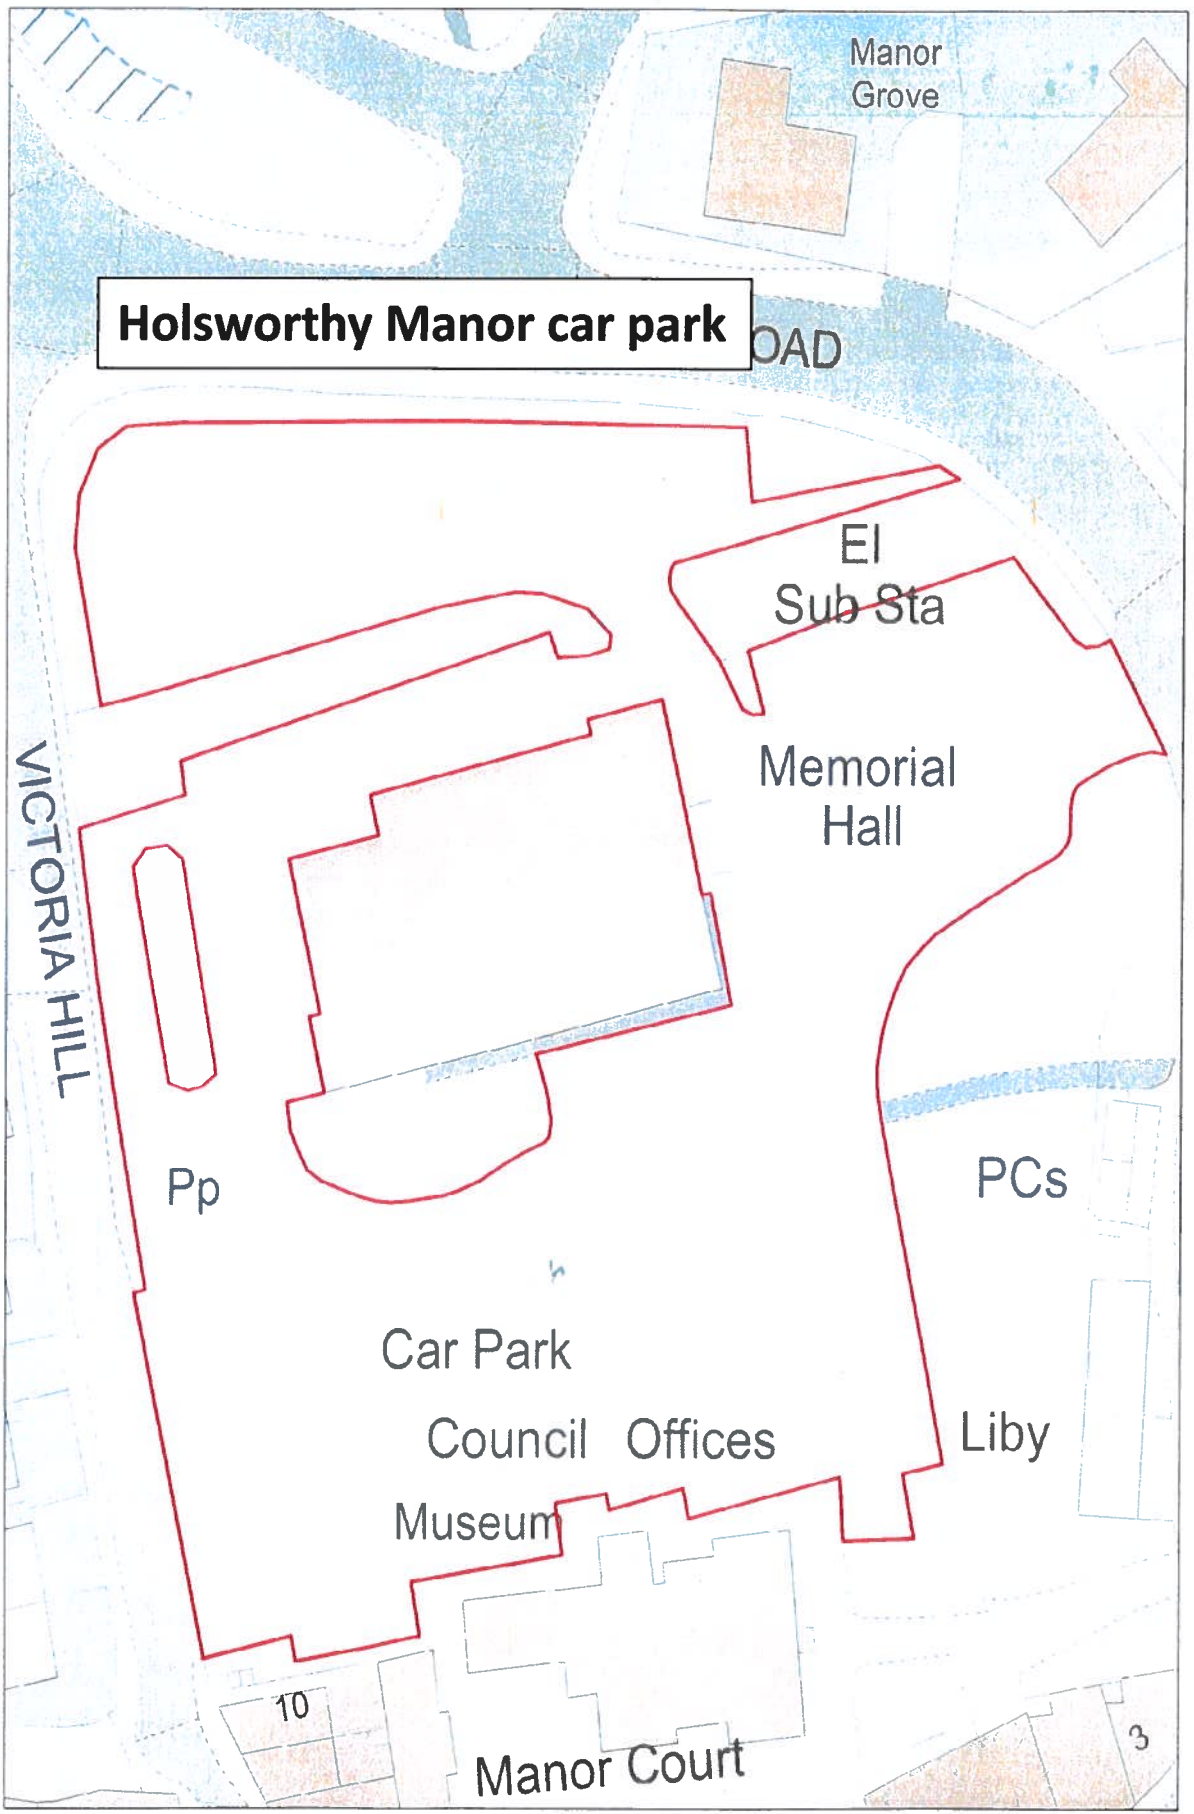 Manor
Grove
Holsworthy Manor car park
OAD
El
Sub Sta
Memorial
Hall
VICTORIA HILL
Pp
PCs
Car Park
Council Offices
Liby
Museum
10
Manor Court
3